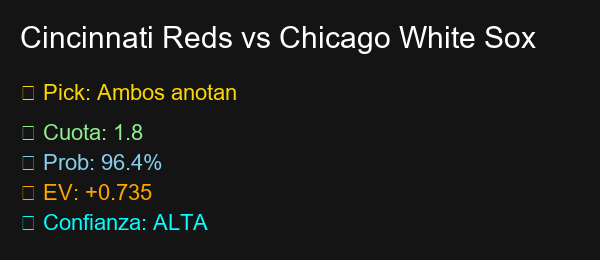 Cincinnati Reds vs Chicago White Sox
Pick: Ambos anotan
Cuota: 1.8
Prob: 96.4%
EV: +0.735
Confianza: ALTA